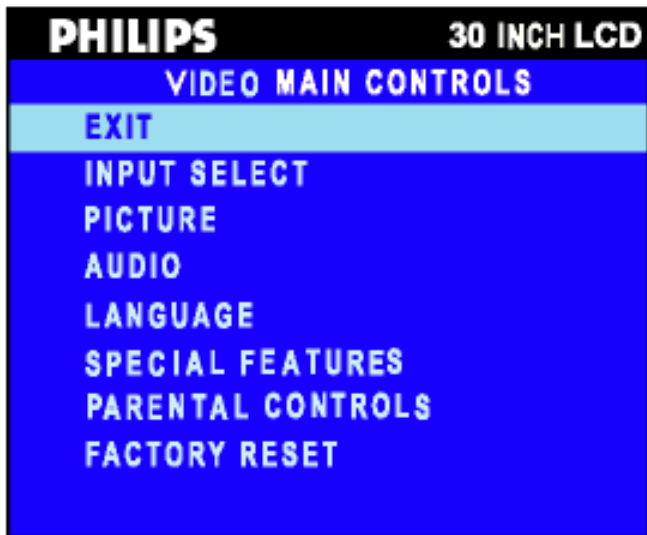 PHILIPS 30 INCH LCD
VIDEO MAIN CONTROLS
EXIT
INPUT SELECT
PICTURE
AUDIO
LANGUAGE
SPECIAL FEATURES
PARENTAL CONTROLS
FACTORY RESET